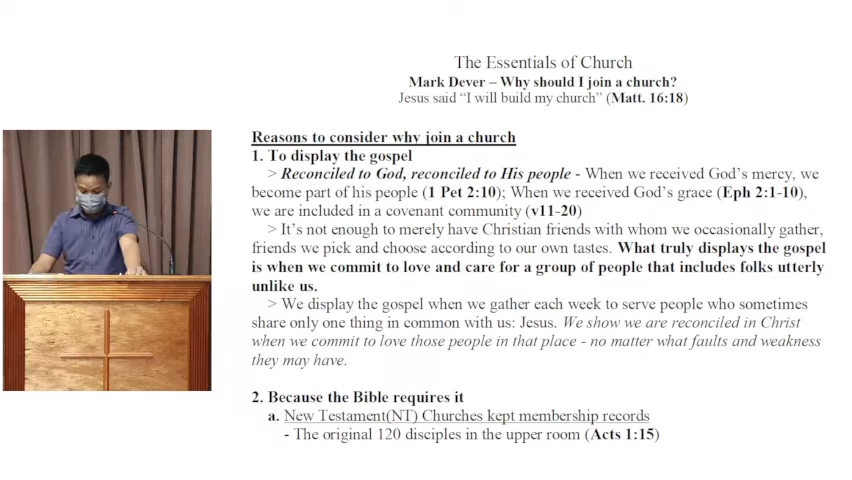 The Essentials of Church
Mark Dever – Why should I join a church?
Jesus said “I will build my church” (Matt. 16:18)
Reasons to consider why join a church
1. To display the gospel
> Reconciled to God, reconciled to His people - When we received God’s mercy, we
become part of his people (1 Pet 2:10); When we received God’s grace (Eph 2:1-10),
we are included in a covenant community (v11-20)
> It’s not enough to merely have Christian friends with whom we occasionally gather,
friends we pick and choose according to our own tastes. What truly displays the gospel
is when we commit to love and care for a group of people that includes folks utterly
unlike us.
> We display the gospel when we gather each week to serve people who sometimes
share only one thing in common with us: Jesus. We show we are reconciled in Christ
when we commit to love those people in that place - no matter what faults and weakness
they may have.
2. Because the Bible requires it
a. New Testament(NT) Churches kept membership records
- The original 120 disciples in the upper room (Acts 1:15)